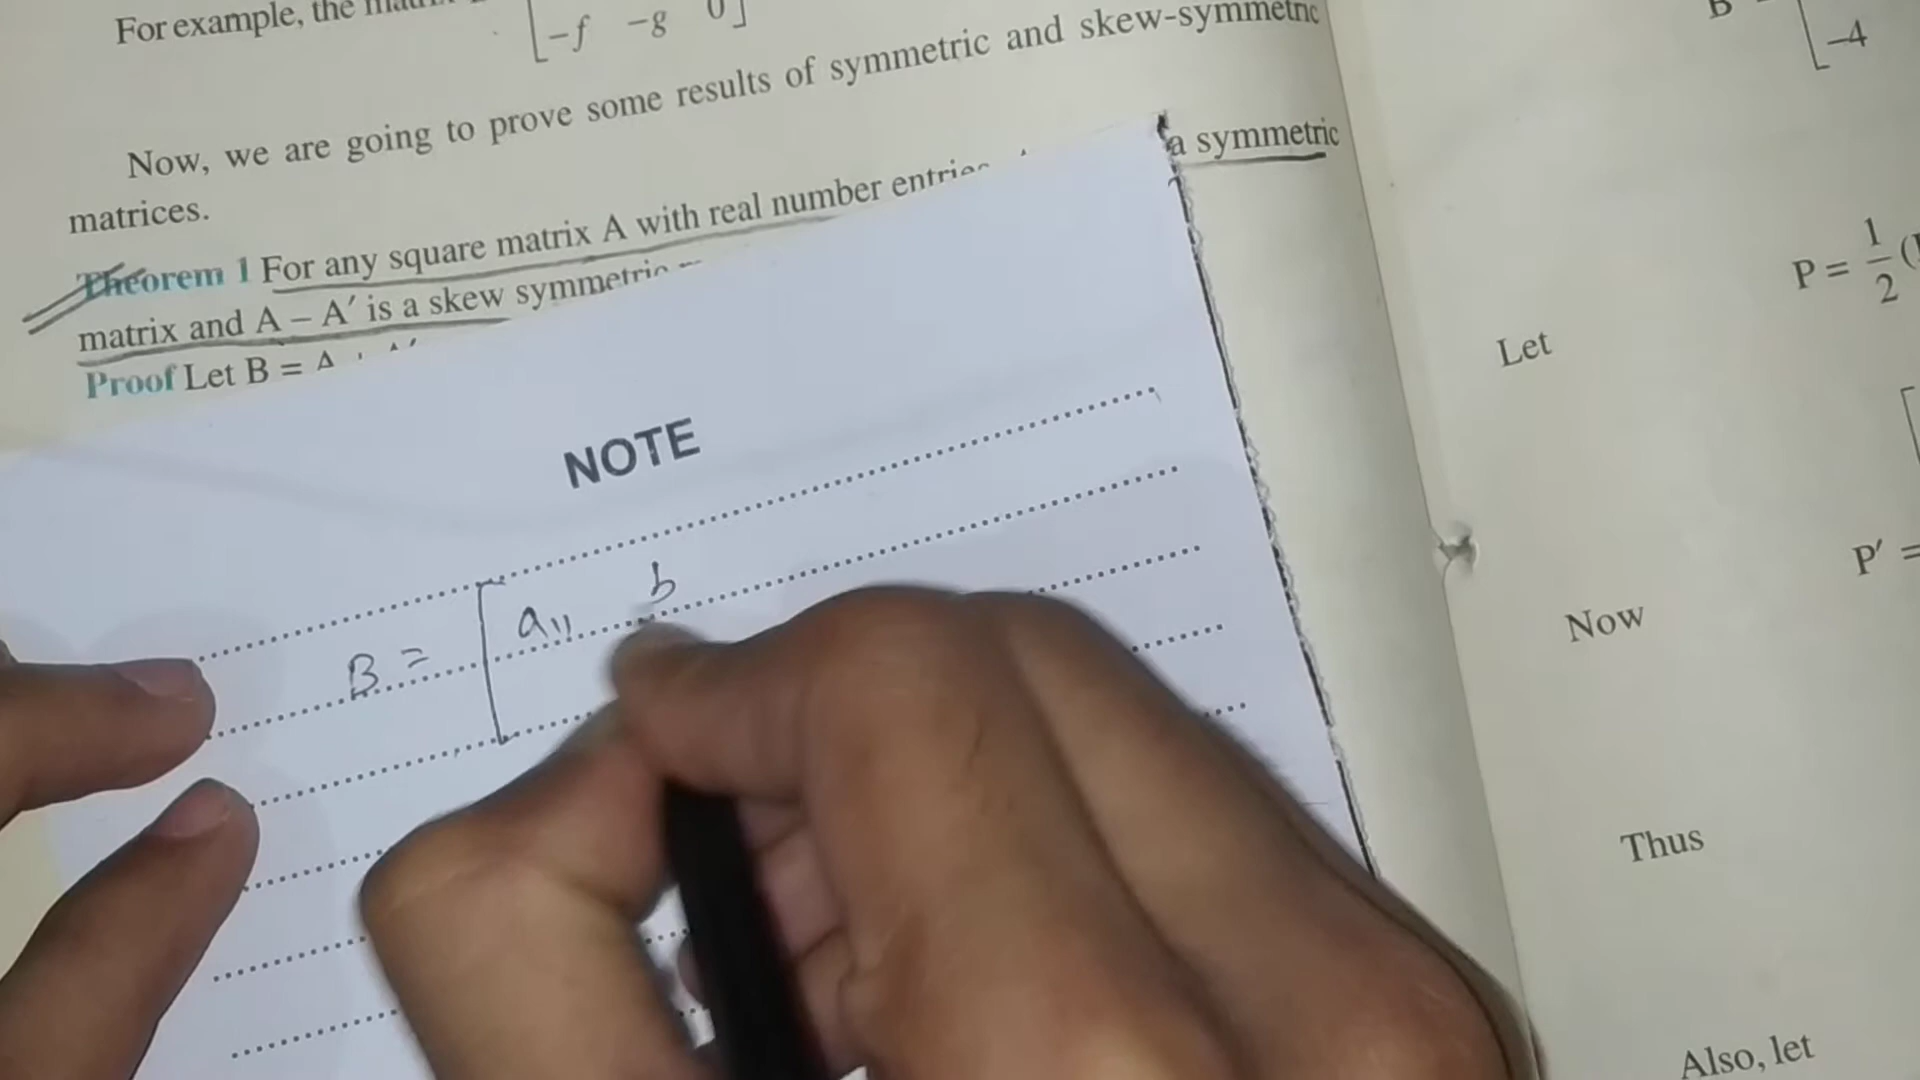 For example, the
[-f -g 0]
Now, we are going to prove some results of symmetric and skew-symmetric
matrices.
Theorem 1 For any square matrix A with real number entries, a symmetric
matrix and A – A′ is a skew symmetric
Proof Let B = A + A′
NOTE
B = [a11 b
B
-4
P = 1/2 (
Let
P′ =
Now
Thus
Also, let